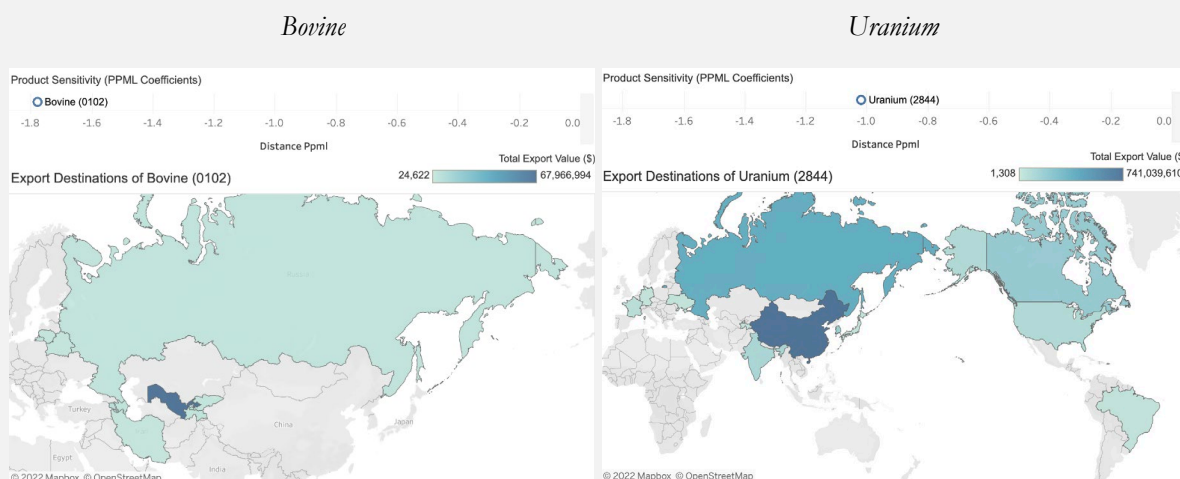 Bovine
Product Sensitivity (PPML Coefficients)
Bovine (0102)
-1.8 -1.6 -1.4 -1.2 -1.0 -0.8 -0.6 -0.4 -0.2 0.0
Distance Ppml
Total Export Value ($)
Export Destinations of Bovine (0102)
24,622 67,966,994
Turkey
China
Japan
Egypt
India
© 2022 Mapbox © OpenStreetMap
Uranium
Product Sensitivity (PPML Coefficients)
Uranium (2844)
-1.8 -1.6 -1.4 -1.2 -1.0 -0.8 -0.6 -0.4 -0.2 0.0
Distance Ppml
Total Export Value ($
Export Destinations of Uranium (2844)
1,308 741,039,610
© 2022 Mapbox © OpenStreetMap